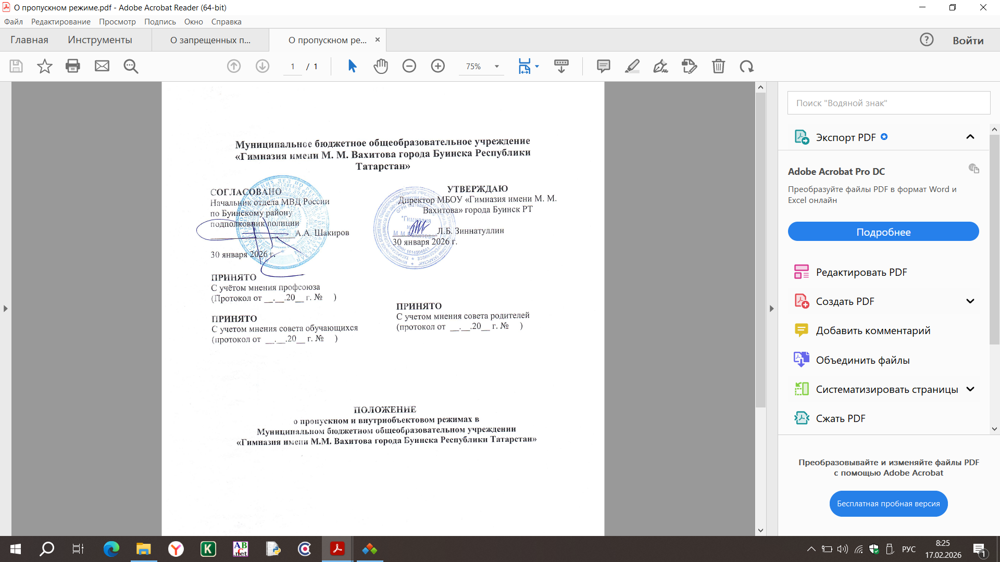 О пропускном режиме.pdf - Adobe Acrobat Reader (64-bit)
Файл Редактирование Просмотр Подпись Окно Справка
Главная Инструменты О запрещенных п... О пропускном ре... Войти
1 / 1 75%
Муниципальное бюджетное общеобразовательное учреждение
«Гимназия имени М. М. Вахитова города Буинска Республики
Татарстан»
СОГЛАСОВАНО
Начальник отдела МВД России
по Буинскому району
подполковник полиции
А.А. Шакиров
30 января 2026 г.
УТВЕРЖДАЮ
Директор МБОУ «Гимназия имени М. М.
Вахитова» города Буинск РТ
Л.Б. Зиннатуллин
30 января 2026 г.
"Гимназия
ИНН 1614004841
ПРИНЯТО
С учётом мнения профсоюза
(Протокол от __.__.20__ г. № )
ПРИНЯТО
С учетом мнения совета обучающихся
(протокол от __.__.20__ г. № )
ПРИНЯТО
С учетом мнения совета родителей
(протокол от __.__.20__ г. № )
ПОЛОЖЕНИЕ
о пропускном и внутриобъектовом режимах в
Муниципальном бюджетном общеобразовательном учреждении
«Гимназия имени М.М. Вахитова города Буинска Республики Татарстан»
Поиск "Водяной знак"
Экспорт PDF
Adobe Acrobat Pro DC
Преобразуйте файлы PDF в формат Word и
Excel онлайн
Подробнее
Редактировать PDF
Создать PDF
Добавить комментарий
Объединить файлы
Систематизировать страницы
Сжать PDF
Преобразовывайте и изменяйте файлы PDF
с помощью Adobe Acrobat
Бесплатная пробная версия
ABC.net
РУС
8:25
17.02.2026
1